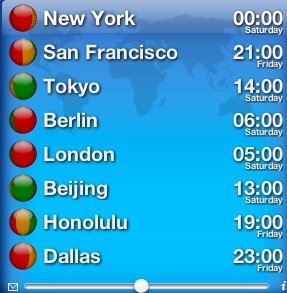 New York 00:00
Saturday
San Francisco 21:00
Friday
Tokyo 14:00
Saturday
Berlin 06:00
Saturday
London 05:00
Saturday
Beijing 13:00
Saturday
Honolulu 19:00
Friday
Dallas 23:00
Friday
i